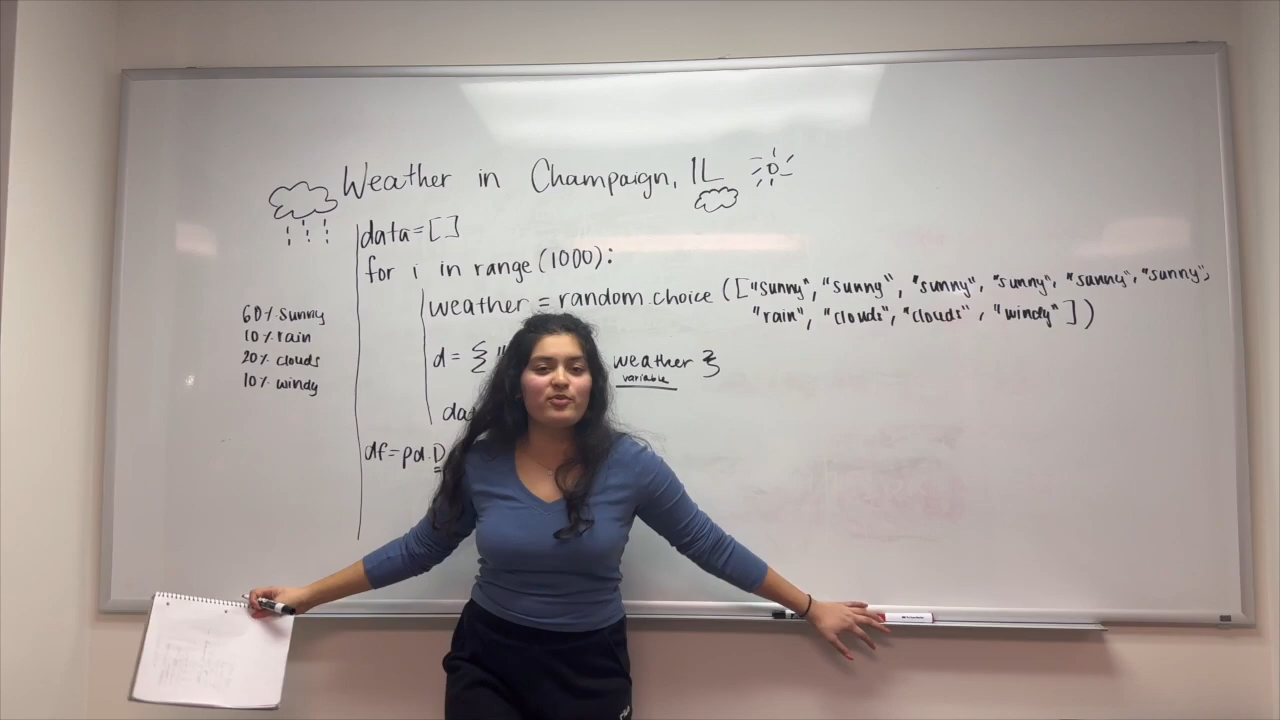 Weather in Champaign, IL
data=[]
for i in range (1000):
weather = random.choice (["sunny", "sunny", "sunny", "sunny", "sunny", "sunny",
"rain", "clouds", "clouds", "windy"])
60% sunny
10% rain
20% clouds
10% windy
d = { weather }
variable
df=pd.D